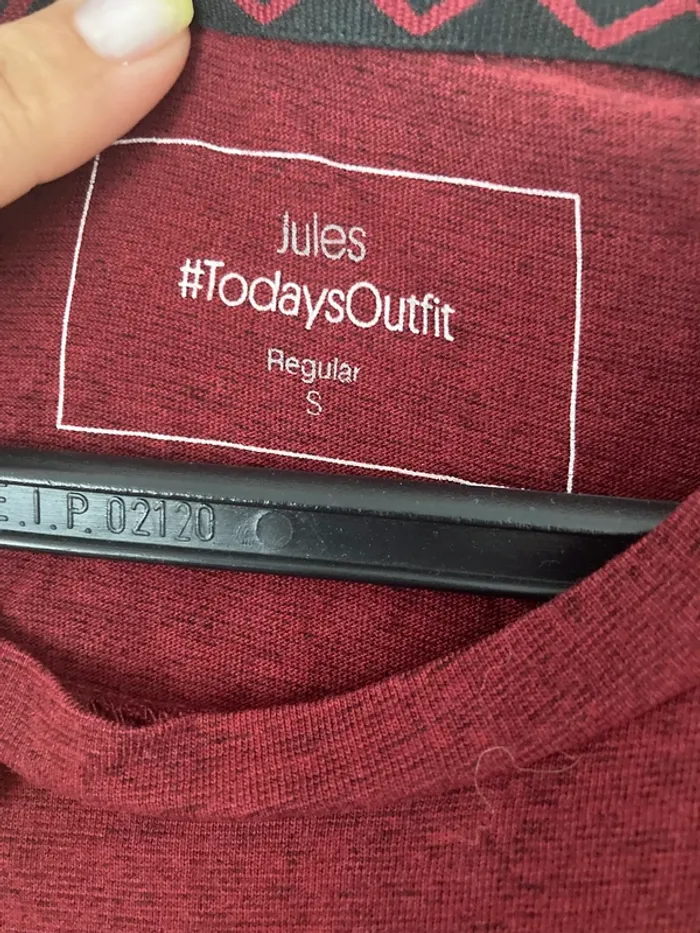 Jules
#TodaysOutfit
Regular
S
E.I.P. 02120